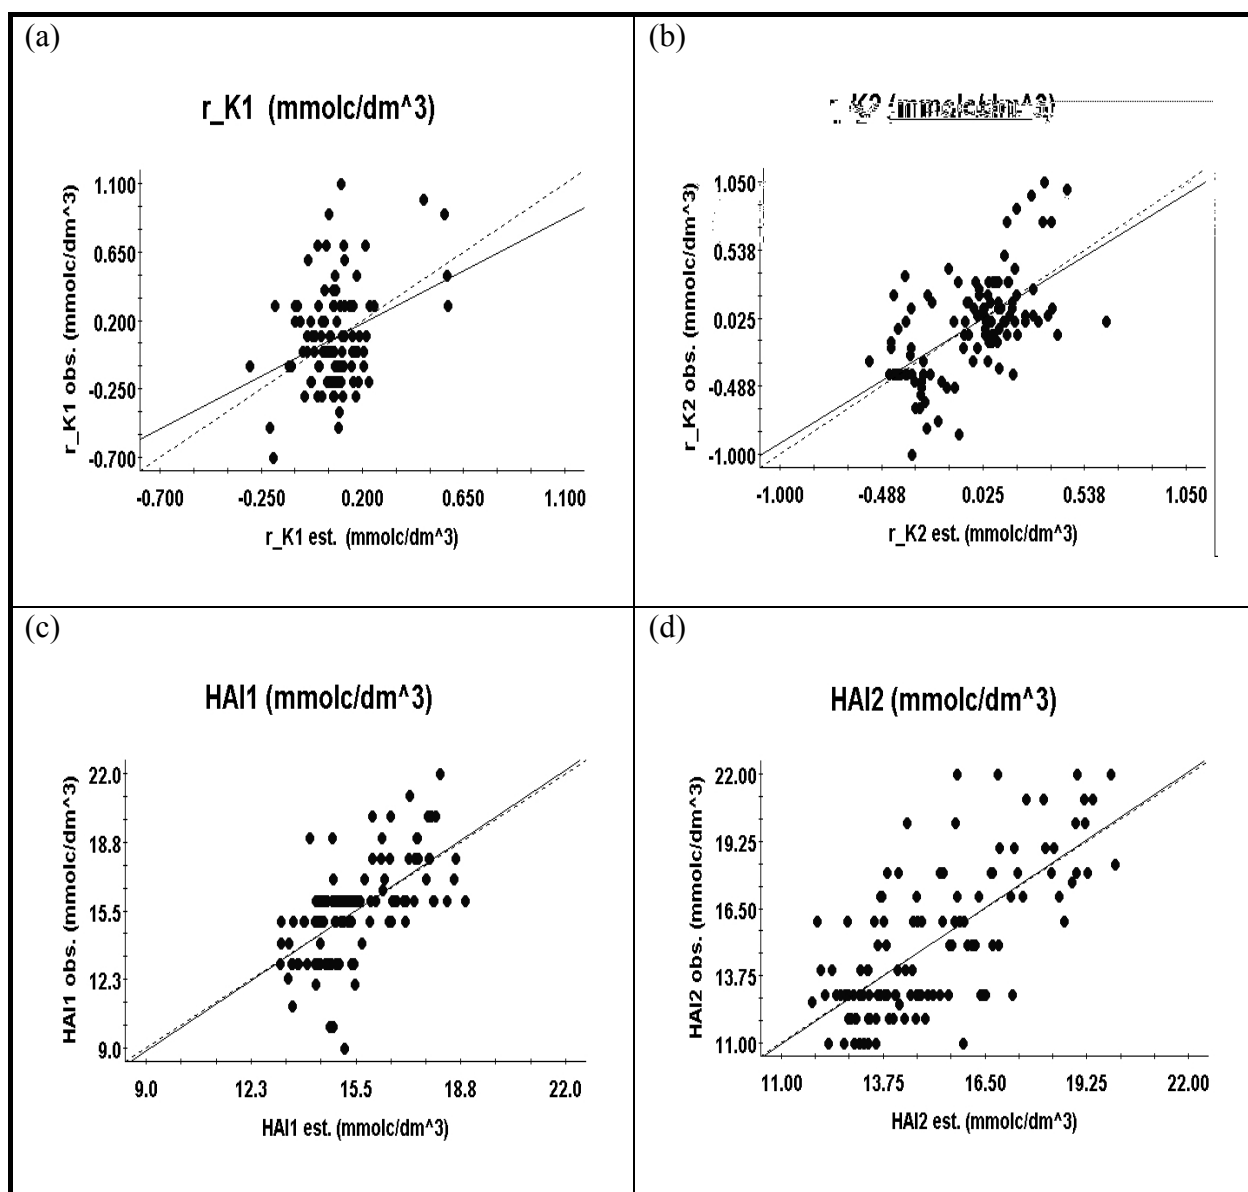 (a)
r_K1 (mmolc/dm^3)
r_K1 obs. (mmolc/dm^3)
1.100
0.650
0.200
-0.250
-0.700
-0.700 -0.250 0.200 0.650 1.100
r_K1 est. (mmolc/dm^3)
(b)
r_K2 (mmolc/dm^3)
r_K2 obs. (mmolc/dm^3)
1.050
0.538
0.025
-0.488
-1.000
-1.000 -0.488 0.025 0.538 1.050
r_K2 est. (mmolc/dm^3)
(c)
HAl1 (mmolc/dm^3)
HAl1 obs. (mmolc/dm^3)
22.0
18.8
15.5
12.3
9.0
9.0 12.3 15.5 18.8 22.0
HAl1 est. (mmolc/dm^3)
(d)
HAl2 (mmolc/dm^3)
HAl2 obs. (mmolc/dm^3)
22.00
19.25
16.50
13.75
11.00
11.00 13.75 16.50 19.25 22.00
HAl2 est. (mmolc/dm^3)